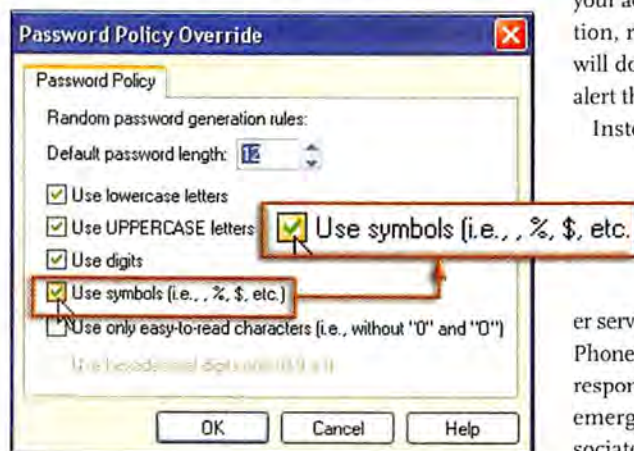 Password Policy Override
Password Policy
Random password generation rules:
Default password length: 12
Use lowercase letters
Use UPPERCASE letters
Use digits
Use symbols (i.e., , %, $, etc.)
Use only easy-to-read characters (i.e., without "0" and "O")
OK
Cancel
Help
Use symbols (i.e., , %, $, etc.
your
tion,
will
alert
Inste
er serv
Phone
respon
emerg
sociate